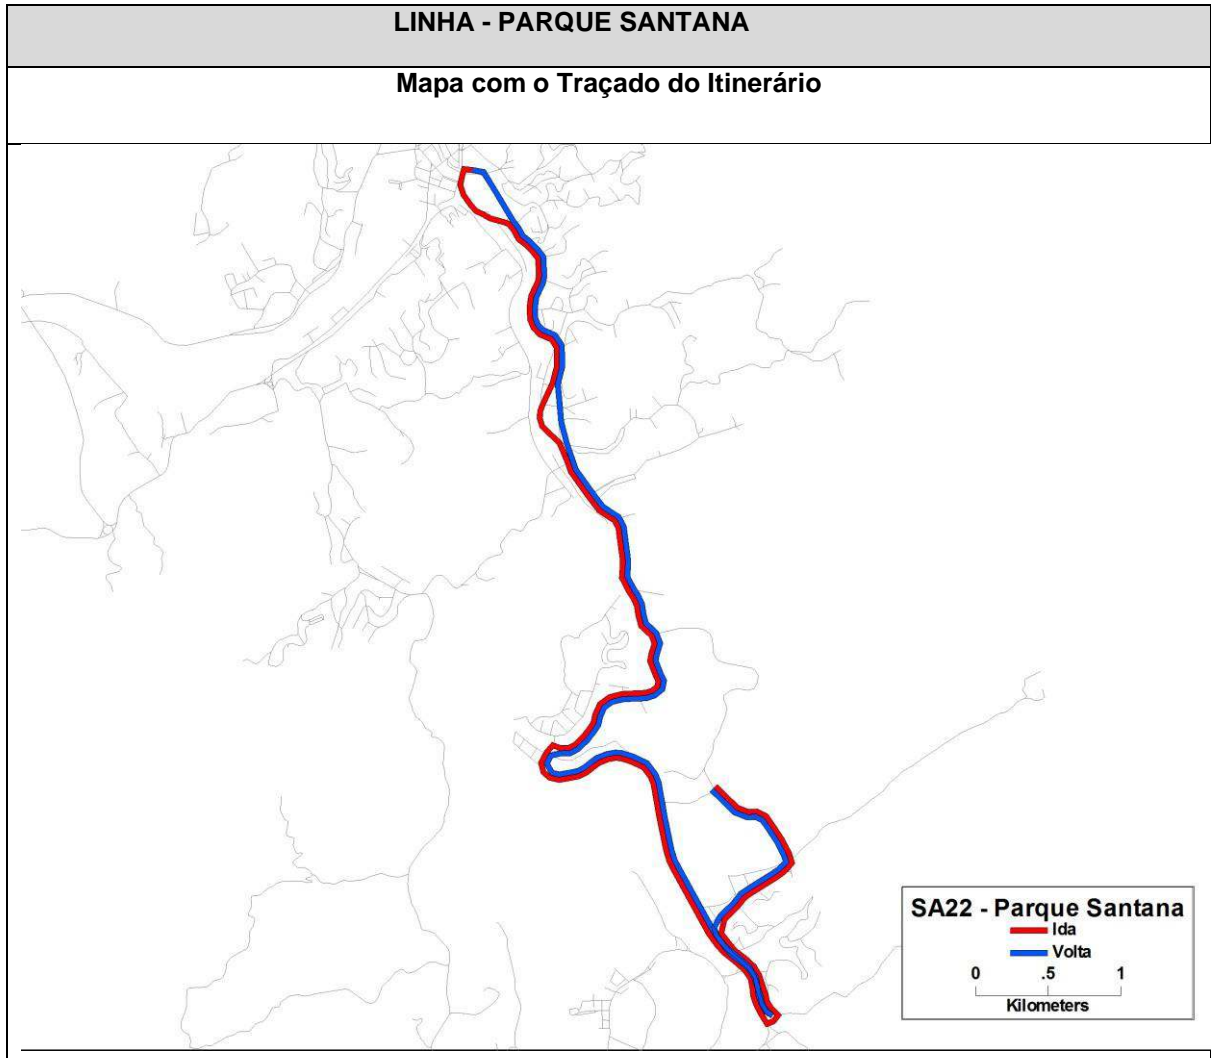 LINHA - PARQUE SANTANA
Mapa com o Traçado do Itinerário
SA22 - Parque Santana
Ida
Volta
0 .5 1
Kilometers